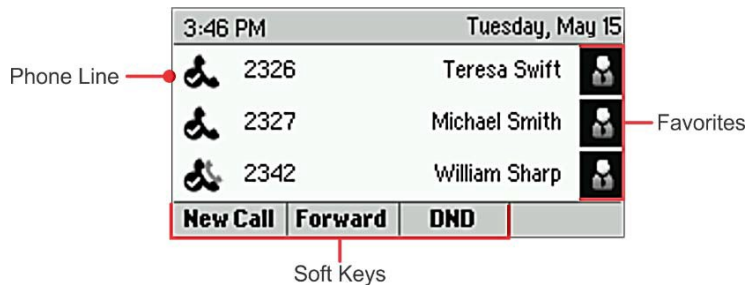 3:46 PM Tuesday, May 15
Phone Line 2326 Teresa Swift
2327 Michael Smith Favorites
2342 William Sharp
New Call Forward DND
Soft Keys